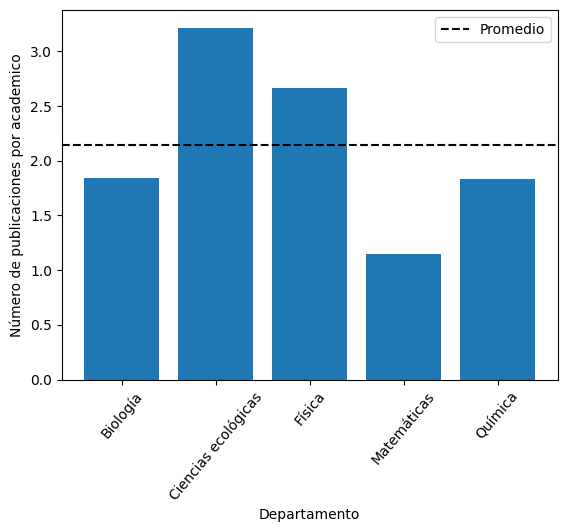 Promedio
Número de publicaciones por academico
3.0
2.5
2.0
1.5
1.0
0.5
0.0
Biología
Ciencias ecológicas
Física
Matemáticas
Química
Departamento